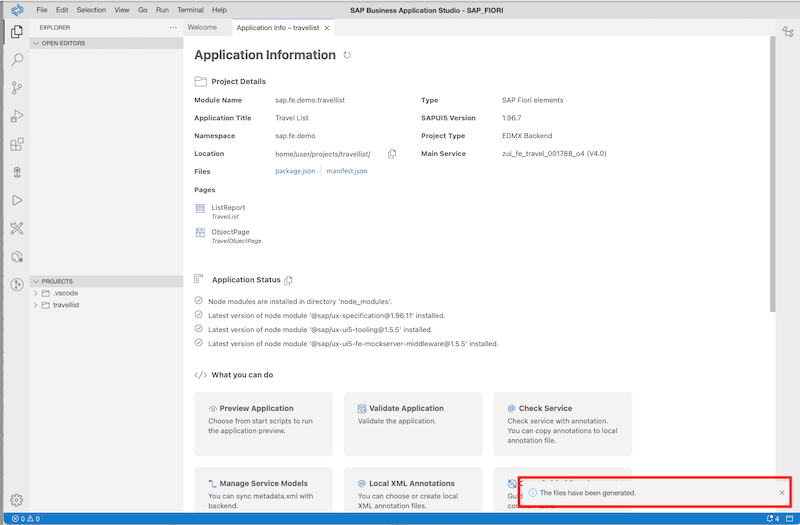 File Edit Selection View Go Run Terminal Help
SAP Business Application Studio - SAP_FIORI
EXPLORER
OPEN EDITORS
PROJECTS
.vscode
travellist
Welcome
Application Info – travellist
Application Information
Project Details
Module Name sap.fe.demo.travellist Type SAP Fiori elements
Application Title Travel List SAPUI5 Version 1.96.7
Namespace sap.fe.demo Project Type EDMX Backend
Location home/user/projects/travellist/ Main Service zui_fe_travel_001788_o4 (V4.0)
Files package.json manifest.json
Pages
ListReport
TravelList
ObjectPage
TravelObjectPage
Application Status
Node modules are installed in directory 'node_modules'.
Latest version of node module '@sap/ux-specification@1.96.11' installed.
Latest version of node module '@sap/ux-ui5-tooling@1.5.5' installed.
Latest version of node module '@sap/ux-ui5-fe-mockserver-middleware@1.5.5' installed.
What you can do
Preview Application
Choose from start scripts to run
the application preview.
Validate Application
Validate the application.
Check Service
Check service with annotation.
You can copy annotations to local
annotation file.
Manage Service Models
You can sync metadata.xml with
backend.
Local XML Annotations
You can choose or create local
XML annotation files.
The files have been generated.
0 0
4